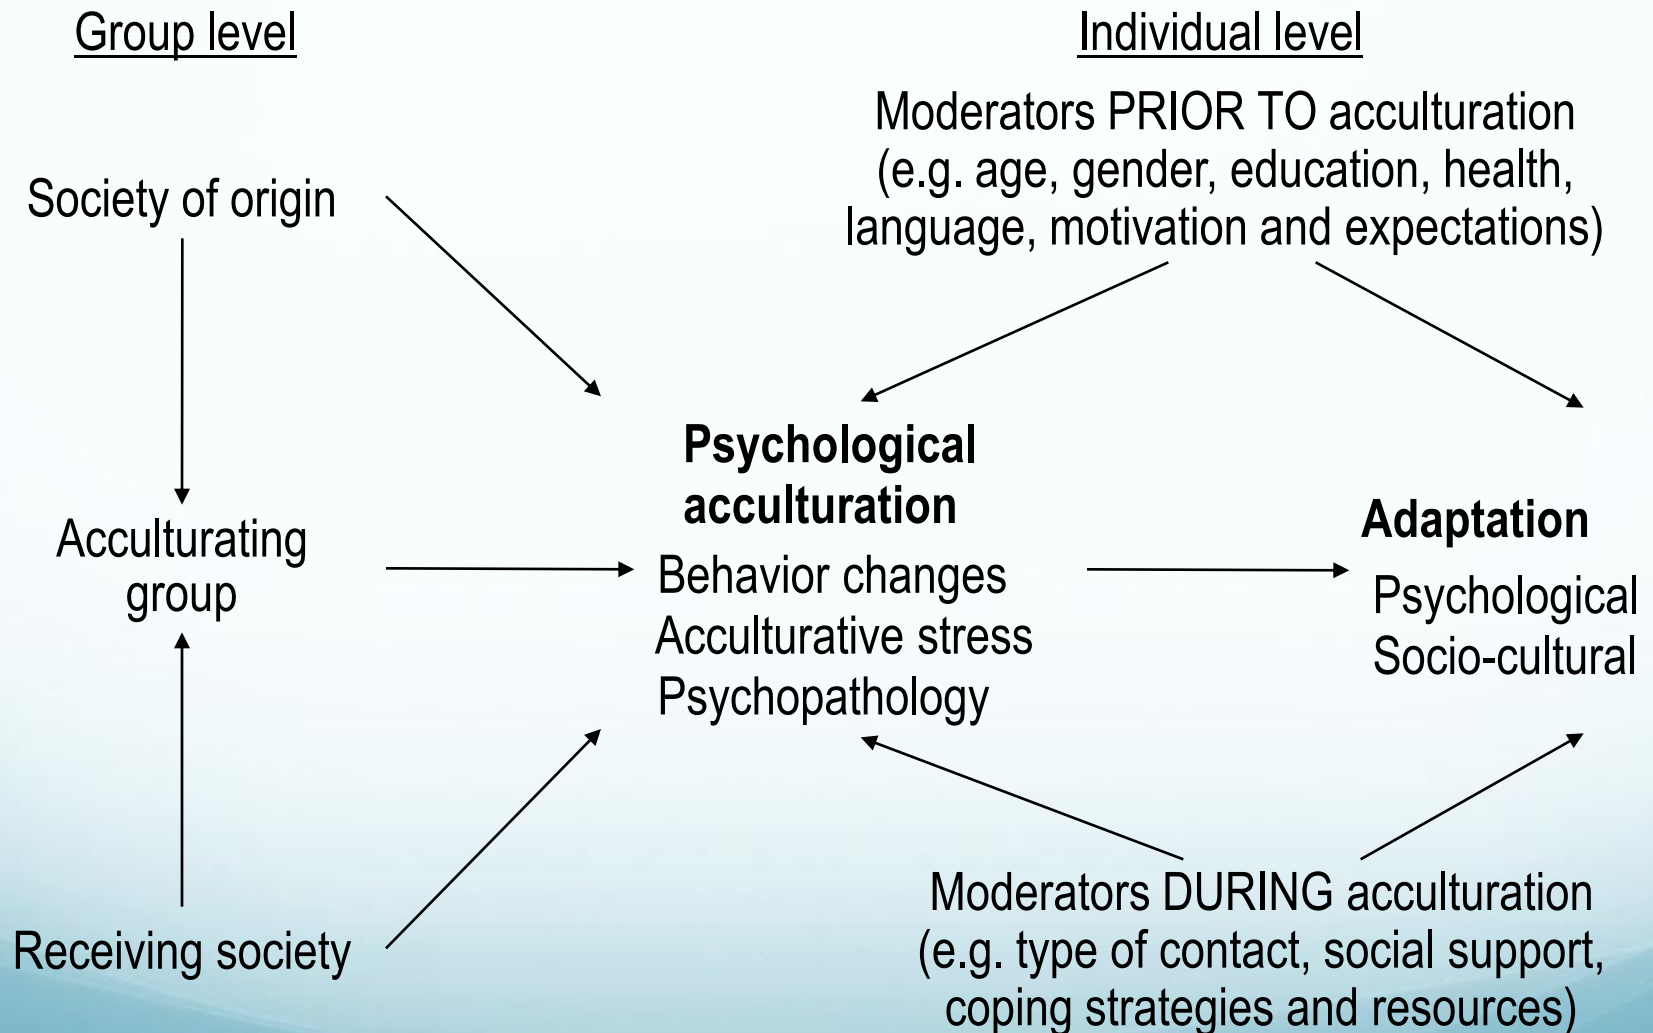 Group level
Individual level
Moderators PRIOR TO acculturation
(e.g. age, gender, education, health,
language, motivation and expectations)
Society of origin
Psychological
acculturation
Behavior changes
Acculturative stress
Psychopathology
Acculturating
group
Adaptation
Psychological
Socio-cultural
Receiving society
Moderators DURING acculturation
(e.g. type of contact, social support,
coping strategies and resources)